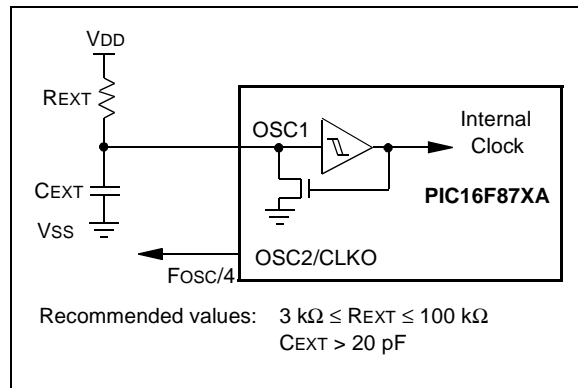 VDD
REXT
OSC1
Internal
Clock
CEXT
PIC16F87XA
VSS
OSC2/CLKO
FOSC/4
Recommended values: 3 kΩ ≤ REXT ≤ 100 kΩ
CEXT > 20 pF